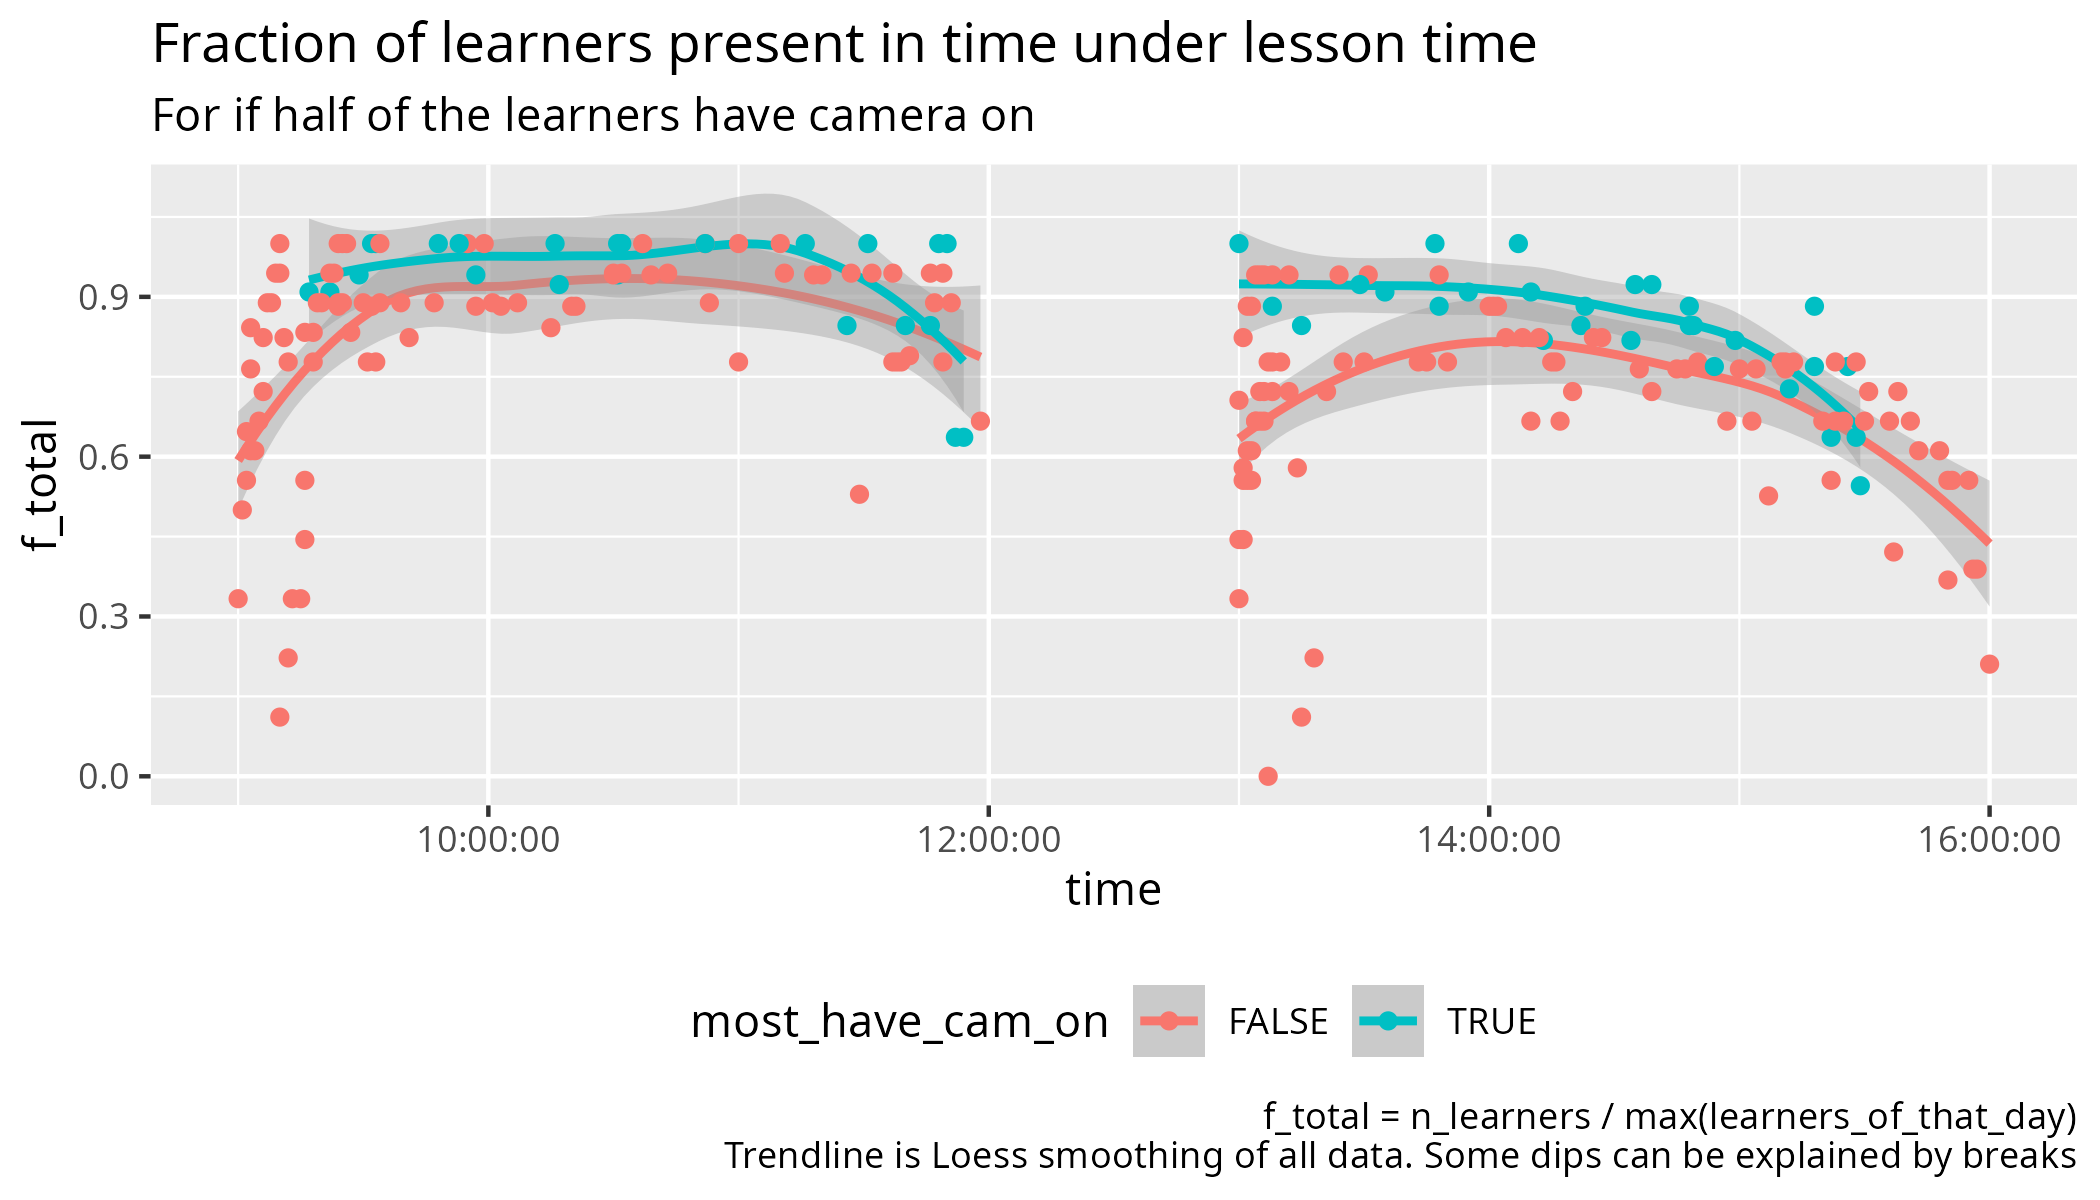 Fraction of learners present in time under lesson time
For if half of the learners have camera on
f_total
0.9
0.6
0.3
0.0
10:00:00 12:00:00 14:00:00 16:00:00
time
most_have_cam_on FALSE TRUE
f_total = n_learners / max(learners_of_that_day)
Trendline is Loess smoothing of all data. Some dips can be explained by breaks